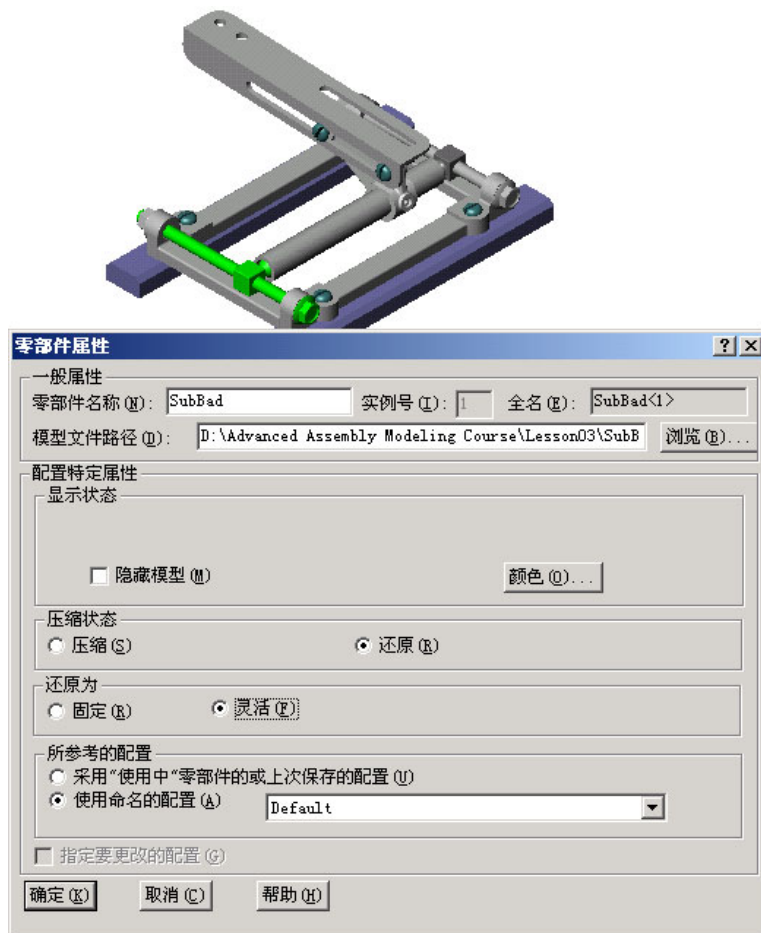 零部件属性
一般属性
零部件名称(N): SubBad 实例号(I): 1 全名(E): SubBad<1>
模型文件路径(D): D:\Advanced Assembly Modeling Course\Lesson03\SubB 浏览(B)...
配置特定属性
显示状态
隐藏模型(M) 颜色(O)...
压缩状态
压缩(S) 还原(R)
还原为
固定(R) 灵活(F)
所参考的配置
采用"使用中"零部件的或上次保存的配置(U)
使用命名的配置(A) Default
指定要更改的配置(G)
确定(K) 取消(C) 帮助(H)